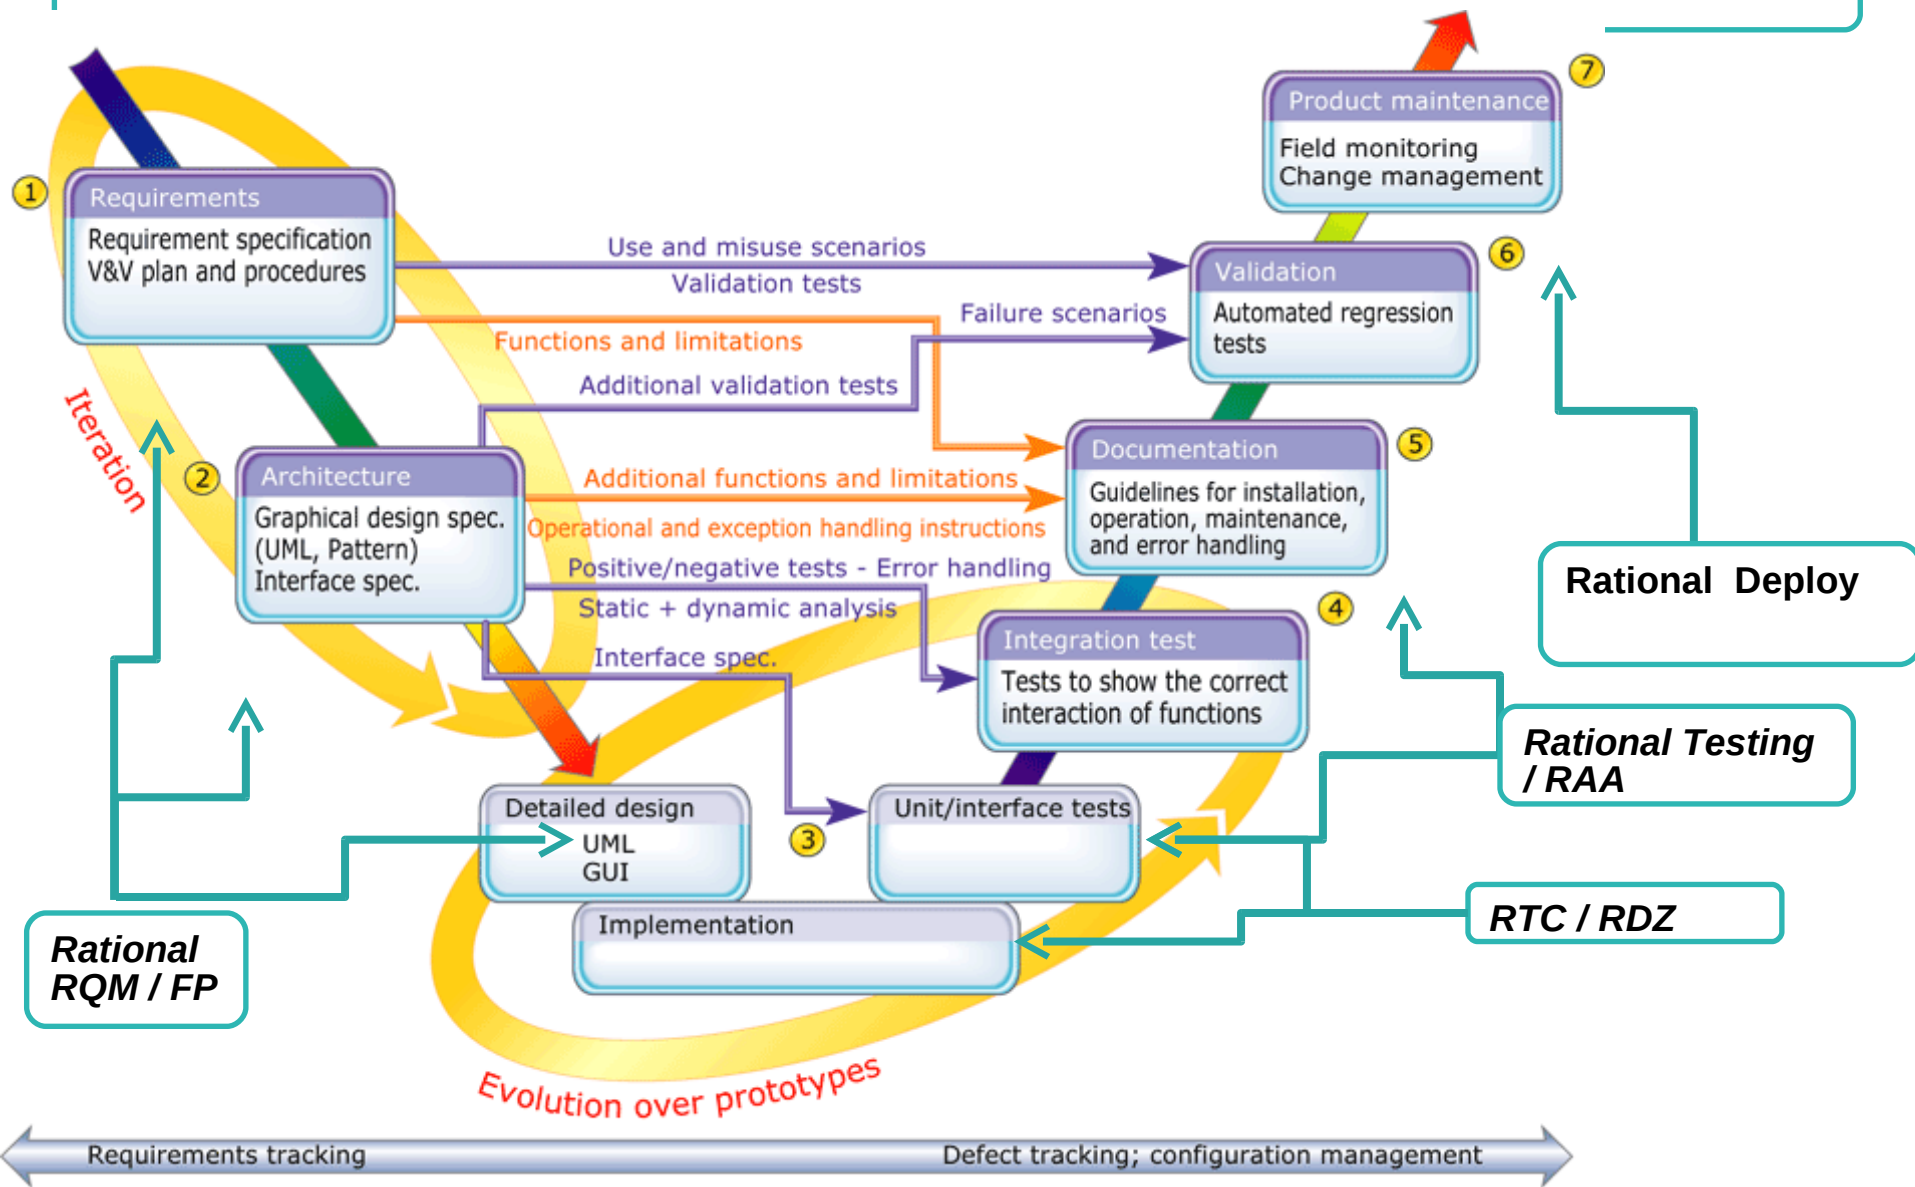 7
Product maintenance
Field monitoring
Change management
1
Requirements
Requirement specification
V&V plan and procedures
Use and misuse scenarios
Validation tests
6
Validation
Automated regression
tests
Failure scenarios
Functions and limitations
Additional validation tests
Iteration
2
Architecture
Graphical design spec.
(UML, Pattern)
Interface spec.
5
Documentation
Guidelines for installation,
operation, maintenance,
and error handling
Additional functions and limitations
Operational and exception handling instructions
Positive/negative tests - Error handling
Static + dynamic analysis
Interface spec.
Rational Deploy
4
Integration test
Tests to show the correct
interaction of functions
Rational Testing
/ RAA
Detailed design
UML
GUI
3
Unit/interface tests
RTC / RDZ
Implementation
Rational
RQM / FP
Evolution over prototypes
Requirements tracking
Defect tracking; configuration management